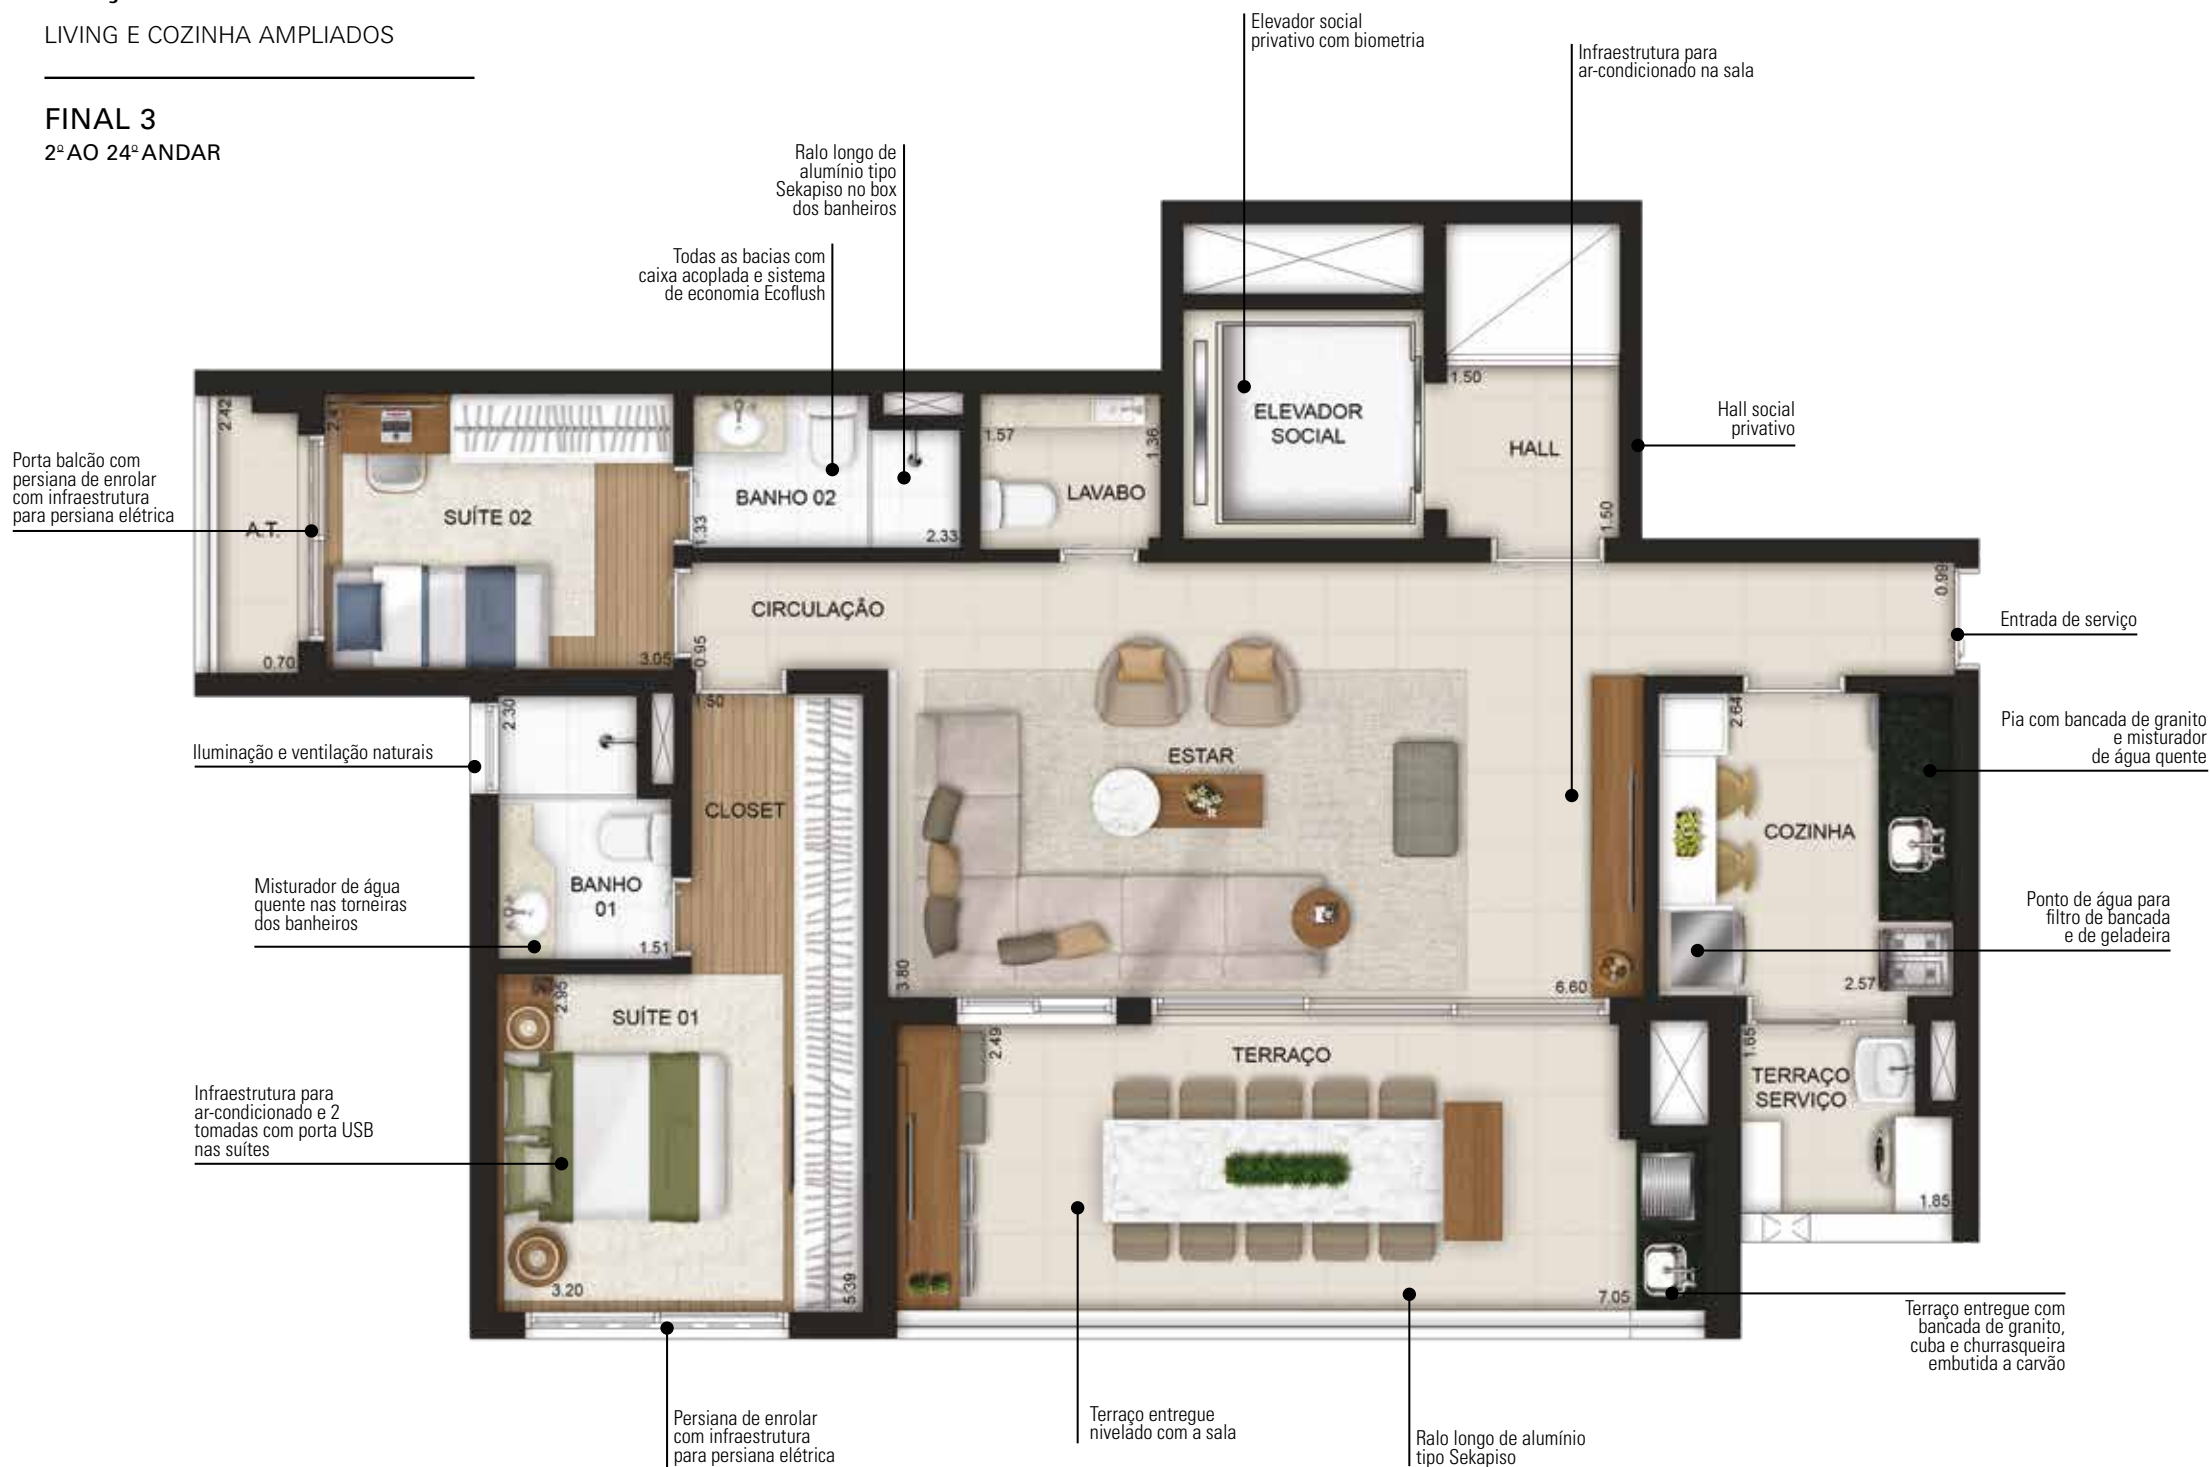 LIVING E COZINHA AMPLIADOS
FINAL 3
2º AO 24º ANDAR
Elevador social
privativo com biometria
Infraestrutura para
ar-condicionado na sala
Ralo longo de
alumínio tipo
Sekapiso no box
dos banheiros
Todas as bacias com
caixa acoplada e sistema
de economia Ecoflush
Hall social
privativo
Porta balcão com
persiana de enrolar
com infraestrutura
para persiana elétrica
Entrada de serviço
Iluminação e ventilação naturais
Pia com bancada de granito
e misturador
de água quente
Misturador de água
quente nas torneiras
dos banheiros
Ponto de água para
filtro de bancada
e de geladeira
Infraestrutura para
ar-condicionado e 2
tomadas com porta USB
nas suítes
Terraço entregue com
bancada de granito,
cuba e churrasqueira
embutida a carvão
Persiana de enrolar
com infraestrutura
para persiana elétrica
Terraço entregue
nivelado com a sala
Ralo longo de alumínio
tipo Sekapiso
A.T.
2.42
0.70
SUÍTE 02
2.41
3.05
BANHO 02
1.33
2.33
LAVABO
1.57
1.36
ELEVADOR
SOCIAL
HALL
1.50
1.50
CIRCULAÇÃO
0.95
0.99
CLOSET
1.50
5.39
BANHO
01
2.30
1.51
SUÍTE 01
2.95
3.20
ESTAR
3.80
6.60
COZINHA
2.64
2.57
TERRAÇO
2.49
7.05
TERRAÇO
SERVIÇO
1.65
1.85